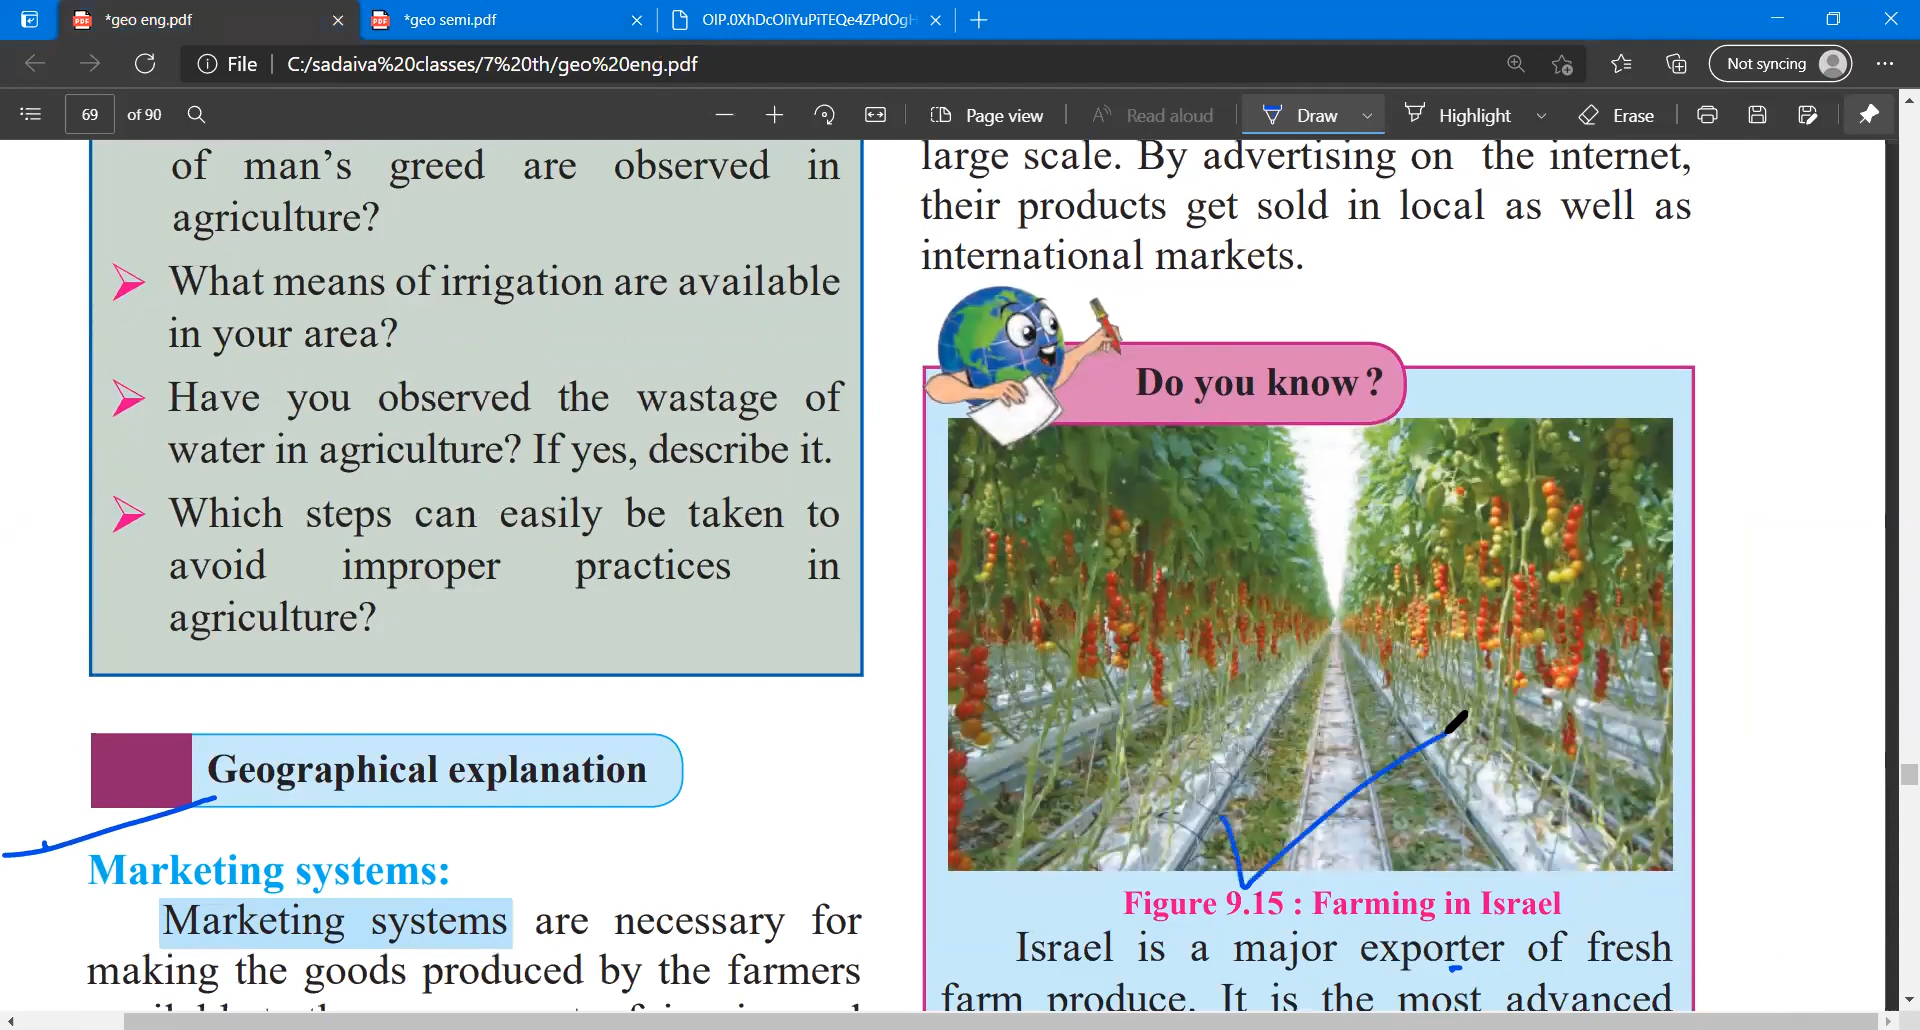 *geo eng.pdf
*geo semi.pdf
OIP.0XhDcOIiYuPiTEQe4ZPdOgH
File
C:/sadaiva%20classes/7%20th/geo%20eng.pdf
Not syncing
69 of 90
Page view
Read aloud
Draw
Highlight
Erase
of man's greed are observed in
agriculture?
What means of irrigation are available
in your area?
Have you observed the wastage of
water in agriculture? If yes, describe it.
Which steps can easily be taken to
avoid improper practices in
agriculture?
Geographical explanation
Marketing systems:
Marketing systems are necessary for
making the goods produced by the farmers
large scale. By advertising on the internet,
their products get sold in local as well as
international markets.
Do you know ?
Figure 9.15 : Farming in Israel
Israel is a major exporter of fresh
farm produce. It is the most advanced